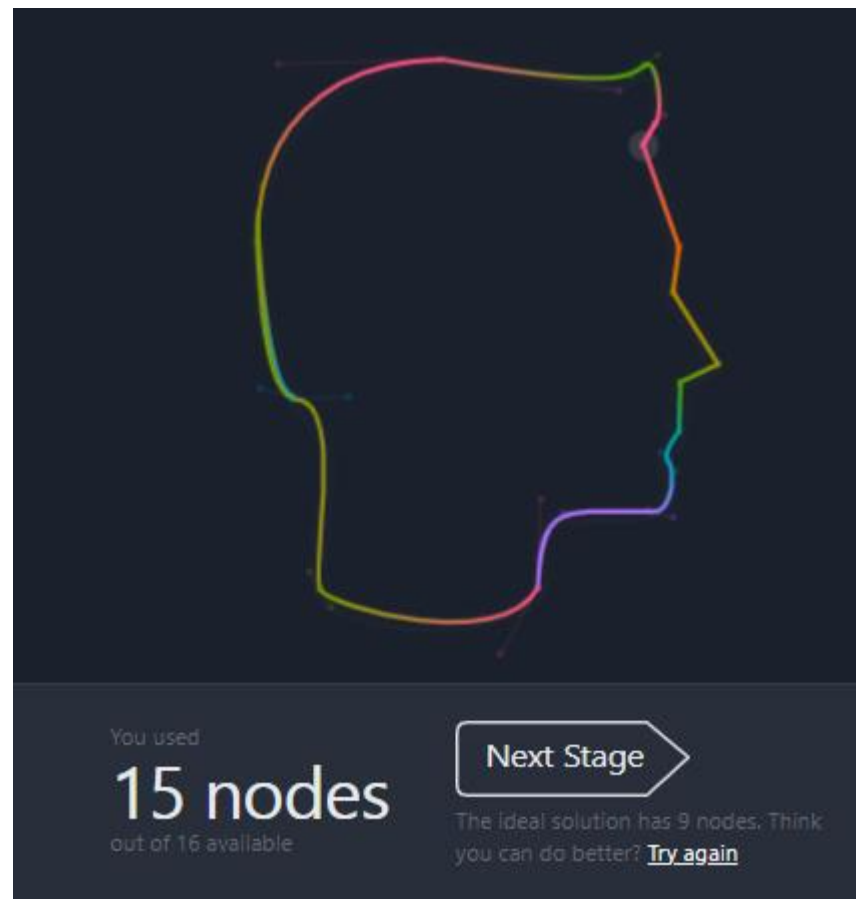 You used
15 nodes
out of 16 available
Next Stage
The ideal solution has 9 nodes. Think
you can do better? Try again